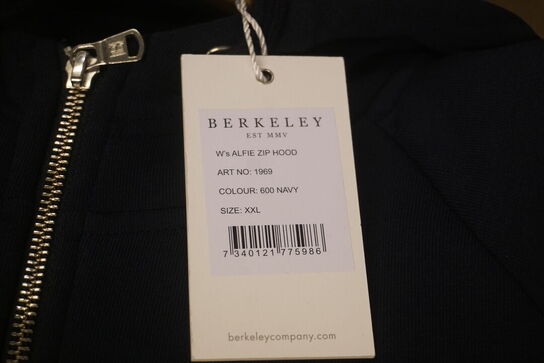 BERKELEY
EST MMV
W's ALFIE ZIP HOOD
ART NO: 1969
COLOUR: 600 NAVY
SIZE: XXL
7 340121 775986
berkeleycompany.com